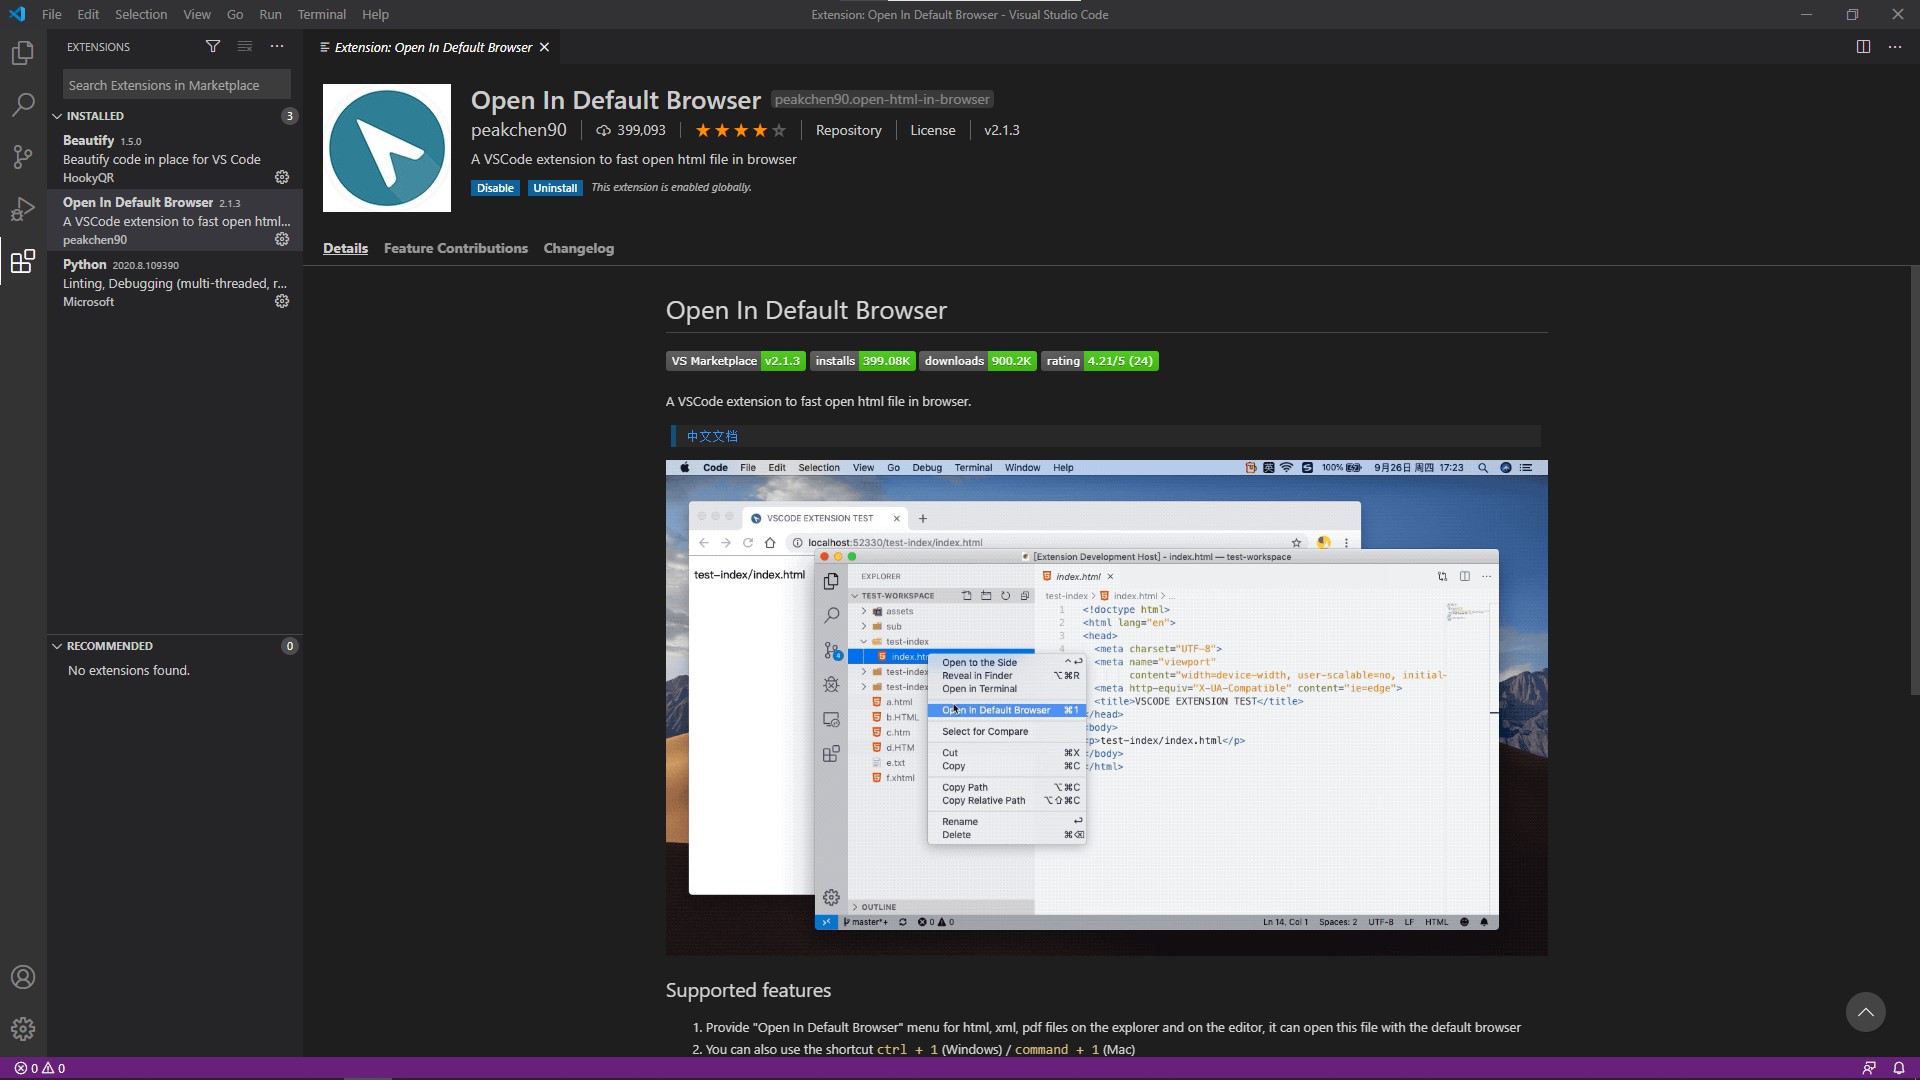 File Edit Selection View Go Run Terminal Help
Extension: Open In Default Browser - Visual Studio Code
EXTENSIONS
Search Extensions in Marketplace
INSTALLED 3
Beautify 1.5.0
Beautify code in place for VS Code
HookyQR
Open In Default Browser 2.1.3
A VSCode extension to fast open html...
peakchen90
Python 2020.8.109390
Linting, Debugging (multi-threaded, r...
Microsoft
RECOMMENDED 0
No extensions found.
Extension: Open In Default Browser
Open In Default Browser peakchen90.open-html-in-browser
peakchen90 399,093 Repository License v2.1.3
A VSCode extension to fast open html file in browser
Disable Uninstall This extension is enabled globally.
Details Feature Contributions Changelog
Open In Default Browser
VS Marketplace v2.1.3 installs 399.08K downloads 900.2K rating 4.21/5 (24)
A VSCode extension to fast open html file in browser.
中文文档
Code File Edit Selection View Go Debug Terminal Window Help
英 100% 9月26日 周四 17:23
VSCODE EXTENSION TEST
localhost:52330/test-index/index.html
test-index/index.html
[Extension Development Host] - index.html — test-workspace
EXPLORER
TEST-WORKSPACE
assets
sub
test-index
index.htm
test-index
test-index
a.html
b.HTML
c.htm
d.HTM
e.txt
f.xhtml
OUTLINE
Open to the Side ⌃↩
Reveal in Finder ⌥⌘R
Open in Terminal
Open in Default Browser ⌘1
Select for Compare
Cut ⌘X
Copy ⌘C
Copy Path ⌥⌘C
Copy Relative Path ⌥⇧⌘C
Rename ↩
Delete ⌘⌫
index.html
test-index > index.html > ...
1 <!doctype html>
2 <html lang="en">
3 <head>
4 <meta charset="UTF-8">
<meta name="viewport"
content="width=device-width, user-scalable=no, initial-
<meta http-equiv="X-UA-Compatible" content="ie=edge">
<title>VSCODE EXTENSION TEST</title>
/head>
body>
p>test-index/index.html</p>
/body>
/html>
master*+ 0 0
Ln 14, Col 1 Spaces: 2 UTF-8 LF HTML
Supported features
1. Provide "Open In Default Browser" menu for html, xml, pdf files on the explorer and on the editor, it can open this file with the default browser
2. You can also use the shortcut ctrl + 1 (Windows) / command + 1 (Mac)
0 0